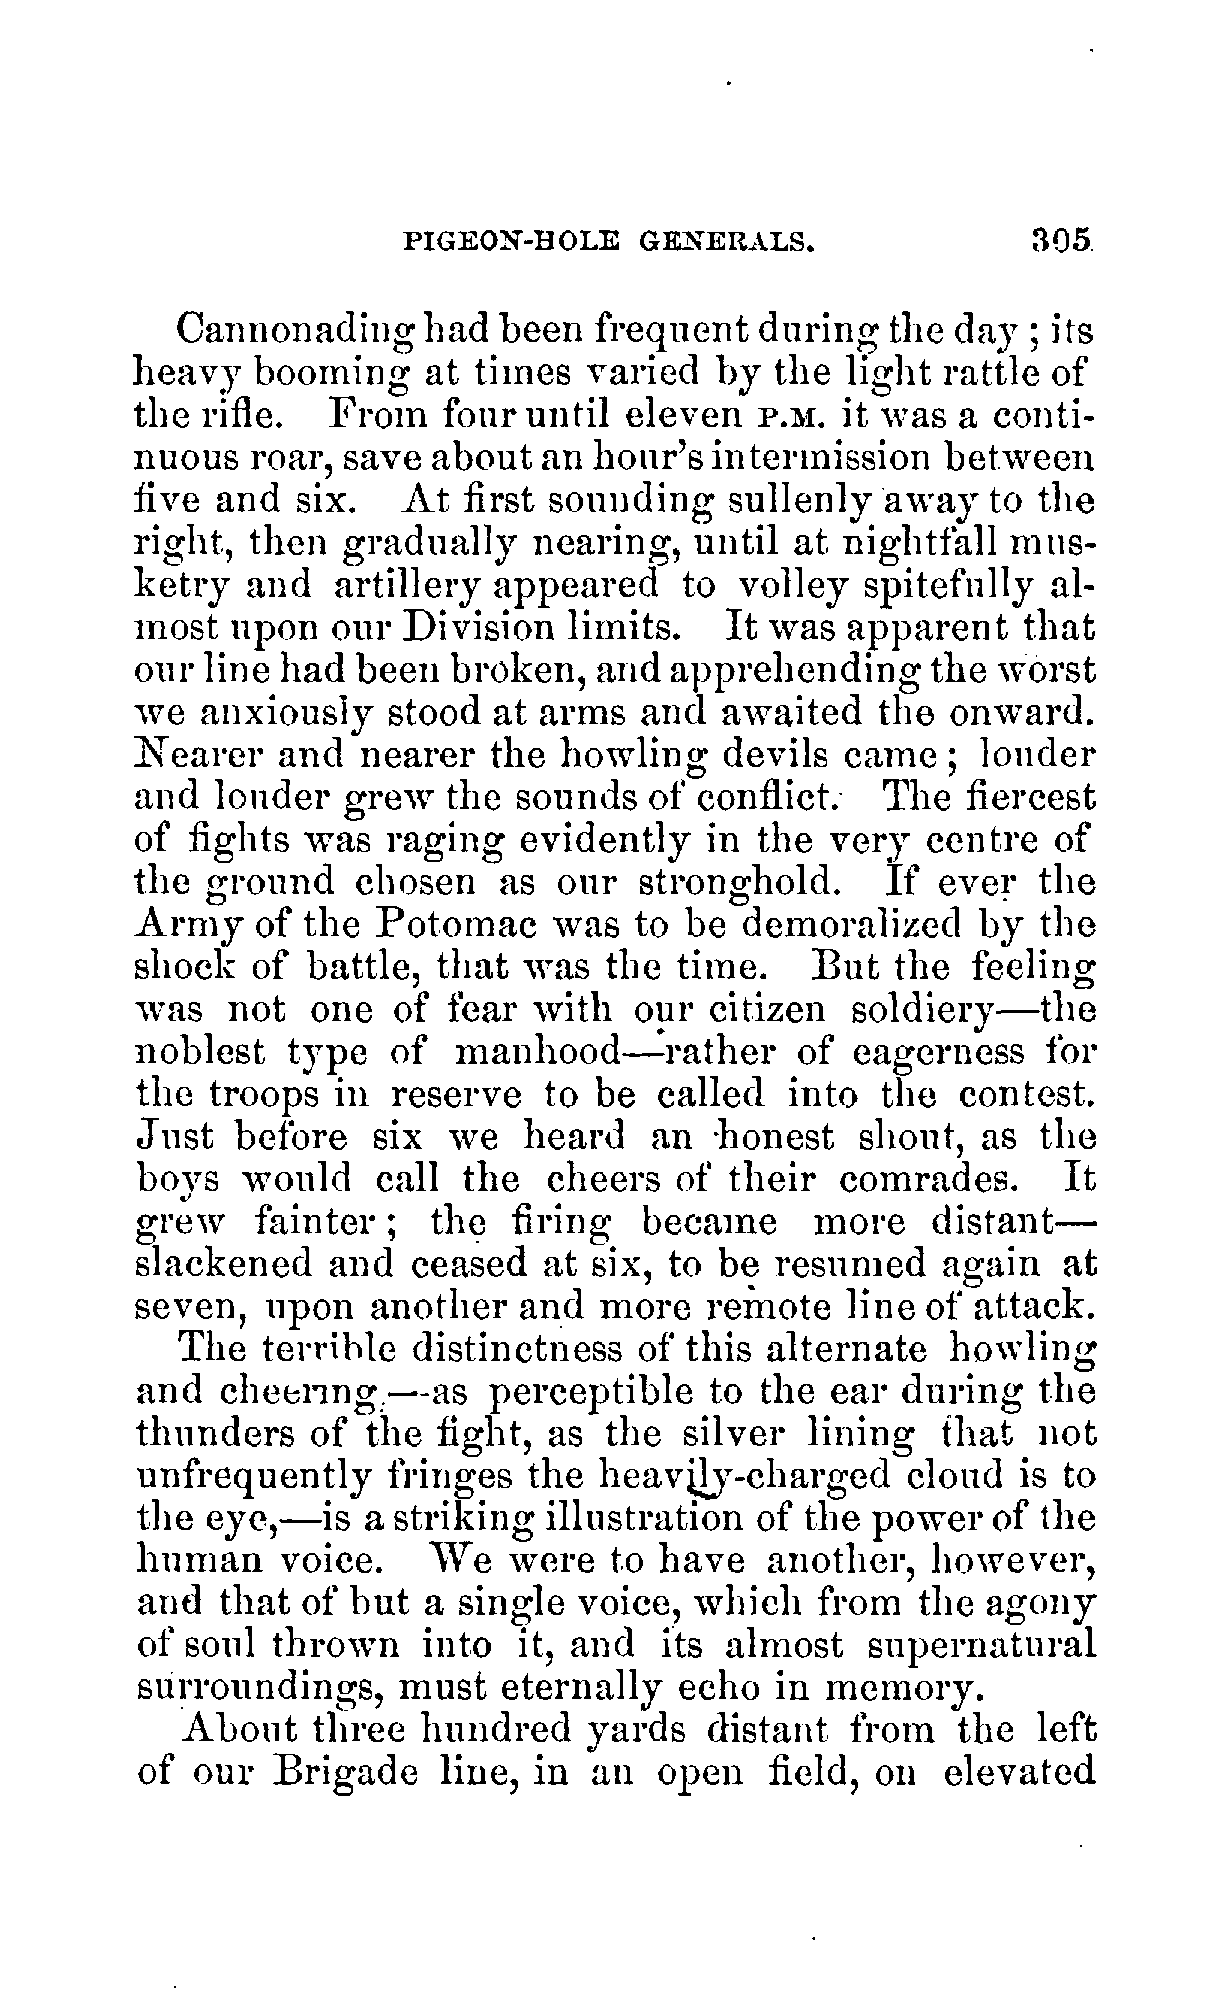 PIGEON-HOLE GENERALS. 305
Cannonading had been frequent during the day ; its
heavy booming at times varied by the light rattle of
the rifle. From four until eleven P.M. it was a conti-
nuous roar, save about an hour's intermission between
five and six. At first sounding sullenly away to the
right, then gradually nearing, until at nightfall mus-
ketry and artillery appeared to volley spitefully al-
most upon our Division limits. It was apparent that
our line had been broken, and apprehending the worst
we anxiously stood at arms and awaited the onward.
Nearer and nearer the howling devils came ; louder
and louder grew the sounds of conflict. The fiercest
of fights was raging evidently in the very centre of
the ground chosen as our stronghold. If ever the
Army of the Potomac was to be demoralized by the
shock of battle, that was the time. But the feeling
was not one of fear with our citizen soldiery—the
noblest type of manhood—rather of eagerness for
the troops in reserve to be called into the contest.
Just before six we heard an honest shout, as the
boys would call the cheers of their comrades. It
grew fainter ; the firing became more distant—
slackened and ceased at six, to be resumed again at
seven, upon another and more remote line of attack.
The terrible distinctness of this alternate howling
and cheering,—as perceptible to the ear during the
thunders of the fight, as the silver lining that not
unfrequently fringes the heavily-charged cloud is to
the eye,—is a striking illustration of the power of the
human voice. We were to have another, however,
and that of but a single voice, which from the agony
of soul thrown into it, and its almost supernatural
surroundings, must eternally echo in memory.
About three hundred yards distant from the left
of our Brigade line, in an open field, on elevated